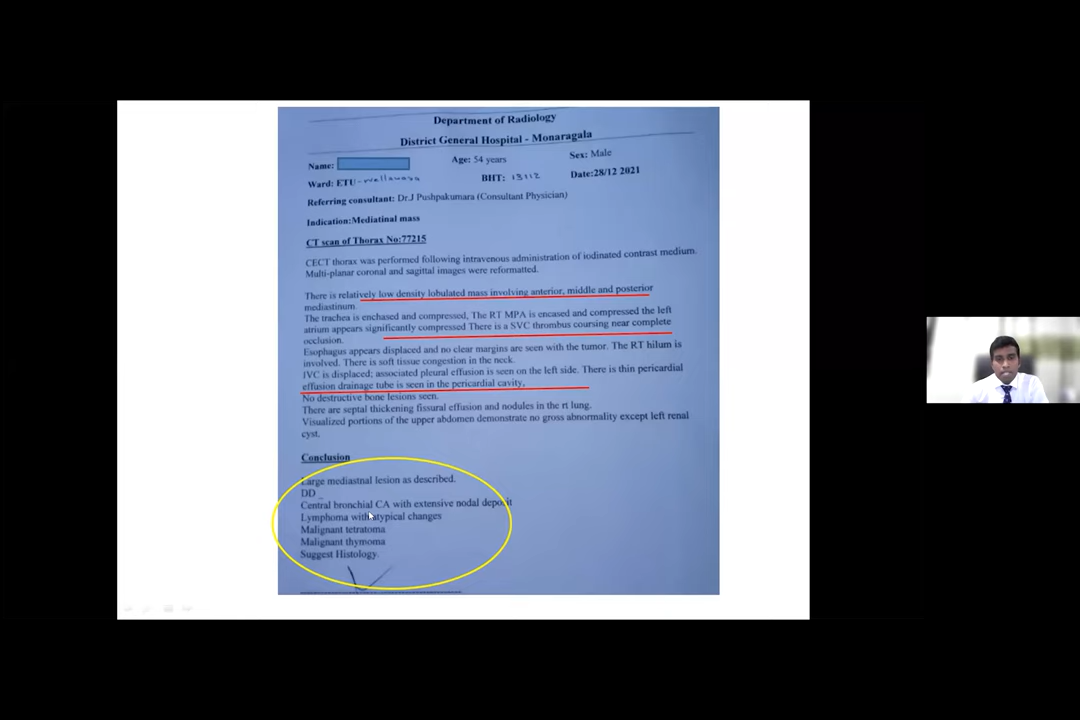 Department of Radiology
District General Hospital - Monaragala
Name: Age: 54 years Sex: Male
Ward: ETU-wellawaya BHT: 13112 Date:28/12 2021
Referring consultant: Dr.J Pushpakumara (Consultant Physician)
Indication:Mediatinal mass
CT scan of Thorax No:77215
CECT thorax was performed following intravenous administration of iodinated contrast medium.
Multi-planar coronal and sagittal images were reformatted.
There is relatively low density lobulated mass involving anterior, middle and posterior
mediastinum.
The trachea is enchased and compressed, The RT MPA is encased and compressed the left
atrium appears significantly compressed There is a SVC thrombus coursing near complete
occlusion.
Esophagus appears displaced and no clear margins are seen with the tumor. The RT hilum is
involved. There is soft tissue congestion in the neck.
IVC is displaced; associated pleural effusion is seen on the left side. There is thin pericardial
effusion drainage tube is seen in the pericardial cavity,
No destructive bone lesions seen.
There are septal thickening fissural effusion and nodules in the rt lung.
Visualized portions of the upper abdomen demonstrate no gross abnormality except left renal
cyst.
Conclusion
Large mediastnal lesion as described.
DD _
Central bronchial CA with extensive nodal deposit
Lymphoma with atypical changes
Malignant tetratoma
Malignant thymoma
Suggest Histology.